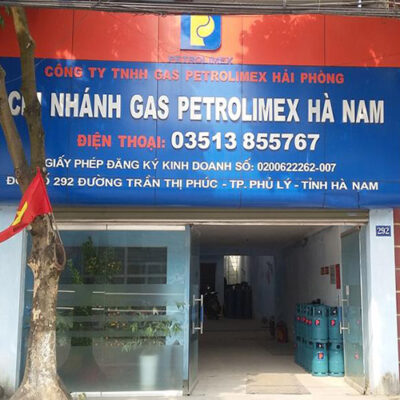 PETROLIMEX
CÔNG TY TNHH GAS PETROLIMEX HẢI PHÒNG
NHÁNH GAS PETROLIMEX HÀ NAM
ĐIỆN THOẠI: 03513 855767
GIẤY PHÉP ĐĂNG KÝ KINH DOANH SỐ: 0200622262-007
292 ĐƯỜNG TRẦN THỊ PHÚC - TP. PHỦ LÝ - TỈNH HÀ NAM
292